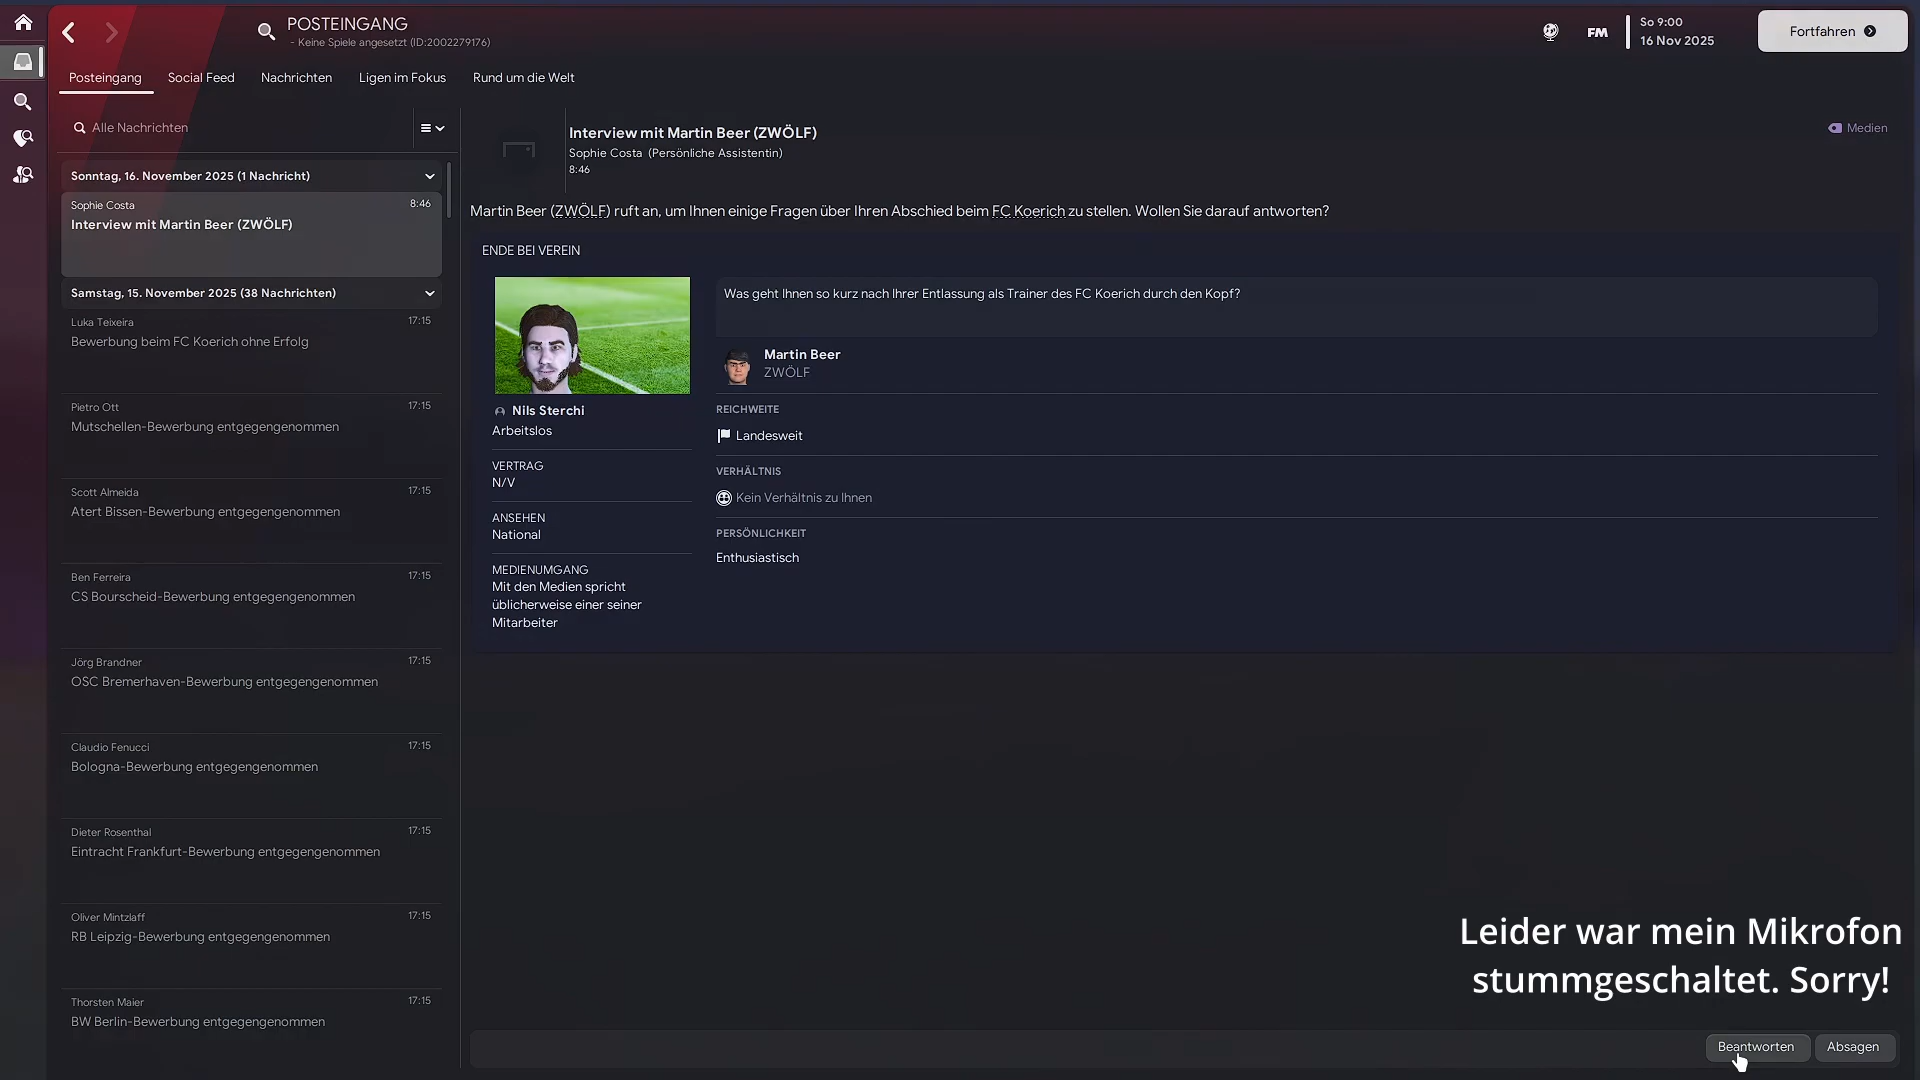 POSTEINGANG
- Keine Spiele angesetzt (ID:2002279176)
FM
So 9:00
16 Nov 2025
Fortfahren
Posteingang
Social Feed
Nachrichten
Ligen im Fokus
Rund um die Welt
Alle Nachrichten
Sonntag, 16. November 2025 (1 Nachricht)
Sophie Costa
8:46
Interview mit Martin Beer (ZWÖLF)
Samstag, 15. November 2025 (38 Nachrichten)
Luka Teixeira
17:15
Bewerbung beim FC Koerich ohne Erfolg
Pietro Ott
17:15
Mutschellen-Bewerbung entgegengenommen
Scott Almeida
17:15
Atert Bissen-Bewerbung entgegengenommen
Ben Ferreira
17:15
CS Bourscheid-Bewerbung entgegengenommen
Jörg Brandner
17:15
OSC Bremerhaven-Bewerbung entgegengenommen
Claudio Fenucci
17:15
Bologna-Bewerbung entgegengenommen
Dieter Rosenthal
17:15
Eintracht Frankfurt-Bewerbung entgegengenommen
Oliver Mintzlaff
17:15
RB Leipzig-Bewerbung entgegengenommen
Thorsten Maier
17:15
BW Berlin-Bewerbung entgegengenommen
Interview mit Martin Beer (ZWÖLF)
Sophie Costa (Persönliche Assistentin)
8:46
Medien
Martin Beer (ZWÖLF) ruft an, um Ihnen einige Fragen über Ihren Abschied beim FC Koerich zu stellen. Wollen Sie darauf antworten?
ENDE BEI VEREIN
Nils Sterchi
Arbeitslos
VERTRAG
N/V
ANSEHEN
National
MEDIENUMGANG
Mit den Medien spricht
üblicherweise einer seiner
Mitarbeiter
Was geht Ihnen so kurz nach Ihrer Entlassung als Trainer des FC Koerich durch den Kopf?
Martin Beer
ZWÖLF
REICHWEITE
Landesweit
VERHÄLTNIS
Kein Verhältnis zu Ihnen
PERSÖNLICHKEIT
Enthusiastisch
Leider war mein Mikrofon
stummgeschaltet. Sorry!
Beantworten
Absagen